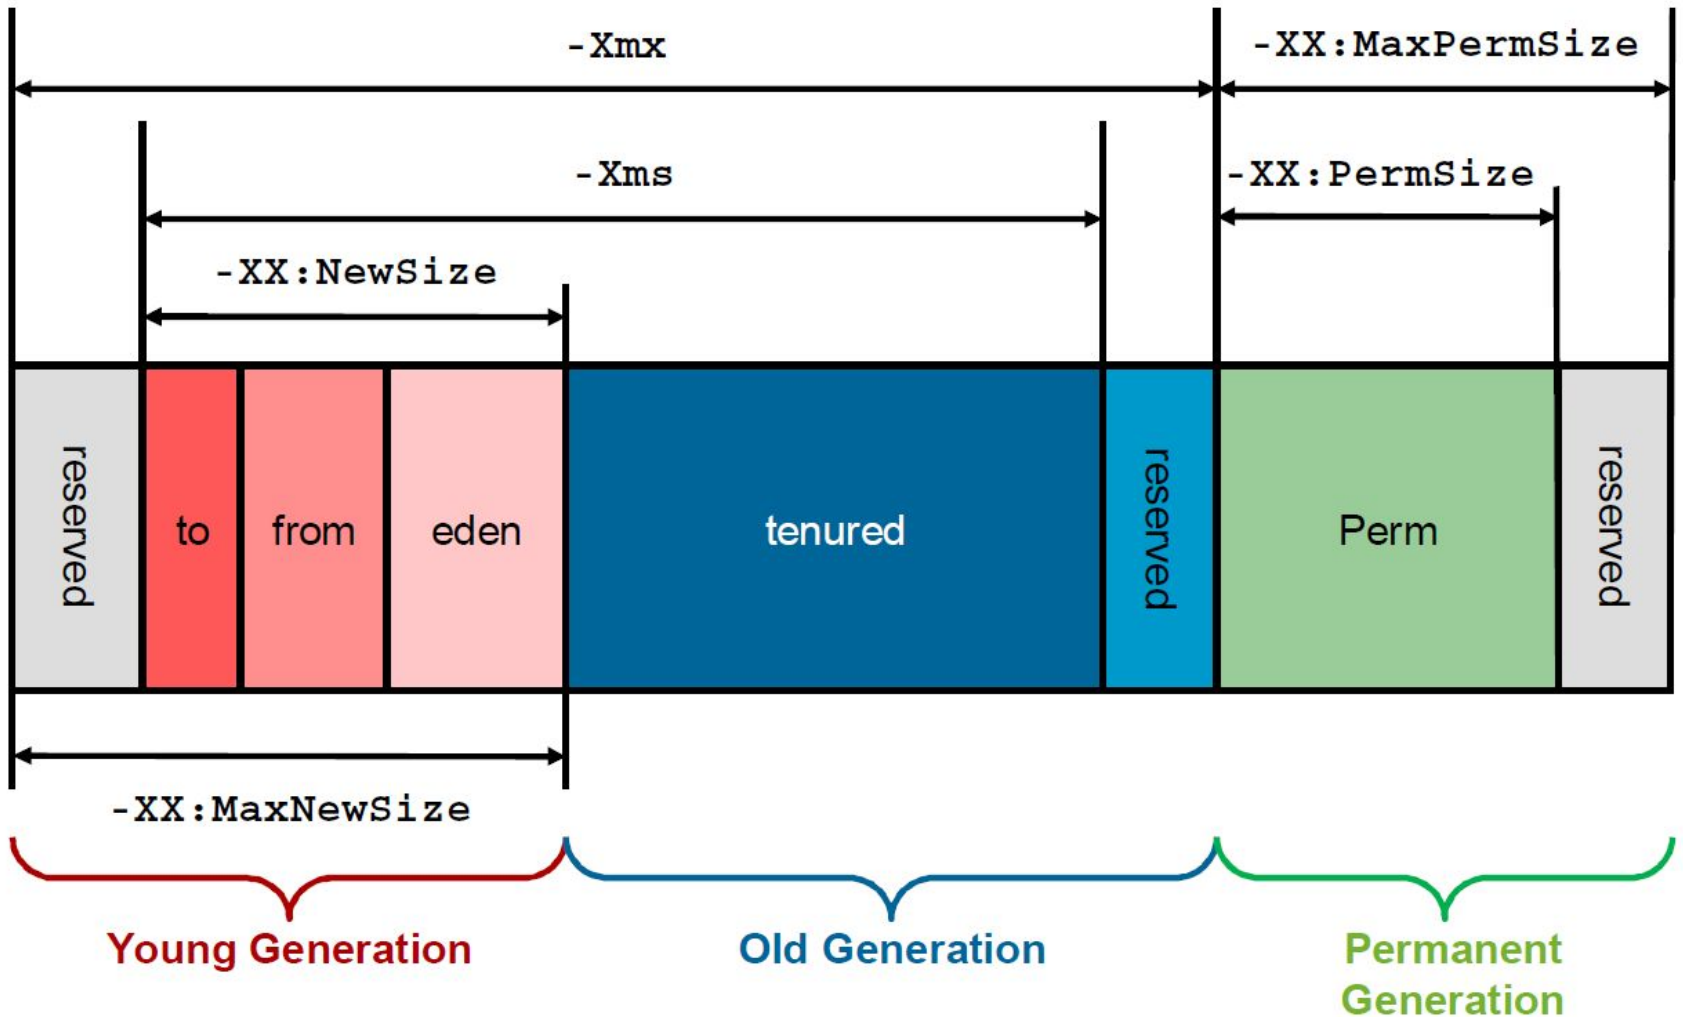 -Xmx
-XX:MaxPermSize
-Xms
-XX:PermSize
-XX:NewSize
reserved
to
from
eden
tenured
reserved
Perm
reserved
-XX:MaxNewSize
Young Generation
Old Generation
Permanent
Generation